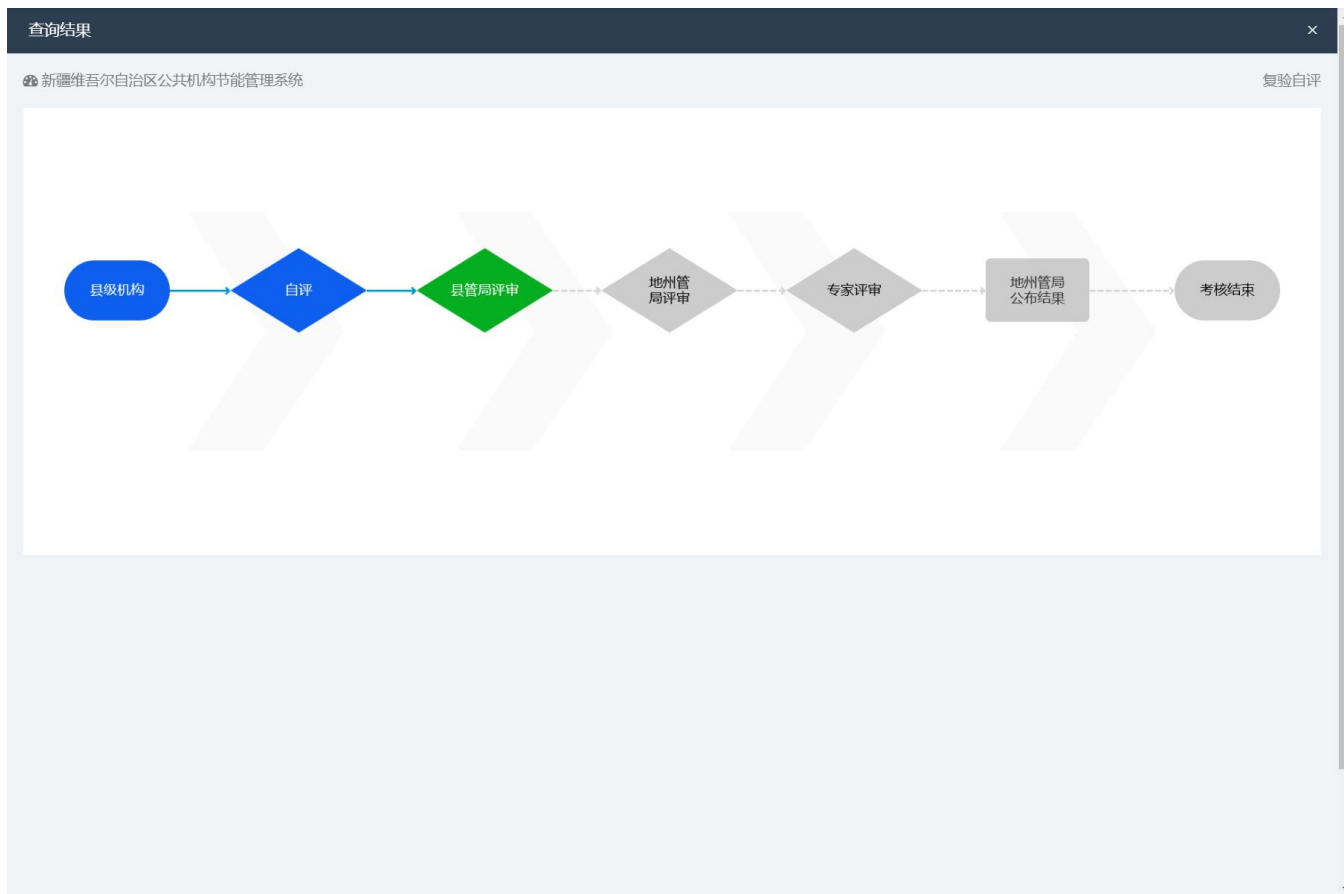 查询结果
×
新疆维吾尔自治区公共机构节能管理系统
复验自评
县级机构
自评
县管局评审
地州管
局评审
专家评审
地州管局
公布结果
考核结束